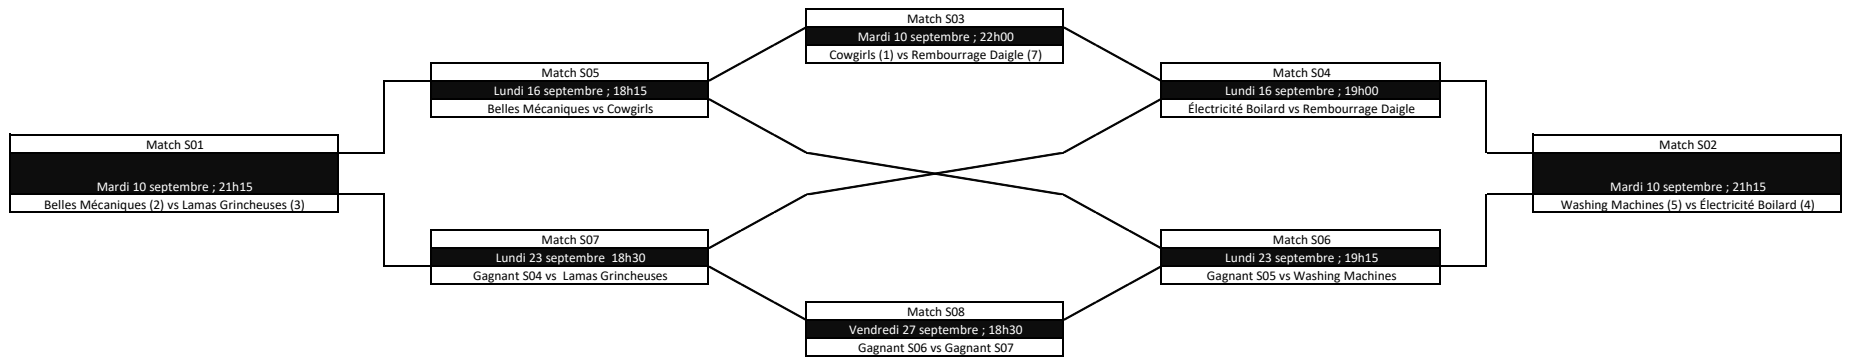 Match S03
Mardi 10 septembre ; 22h00
Cowgirls (1) vs Rembourrage Daigle (7)
Match S05
Lundi 16 septembre ; 18h15
Belles Mécaniques vs Cowgirls
Match S04
Lundi 16 septembre ; 19h00
Électricité Boilard vs Rembourrage Daigle
Match S01
Mardi 10 septembre ; 21h15
Belles Mécaniques (2) vs Lamas Grincheuses (3)
Match S02
Mardi 10 septembre ; 21h15
Washing Machines (5) vs Électricité Boilard (4)
Match S07
Lundi 23 septembre  18h30
Gagnant S04 vs  Lamas Grincheuses
Match S06
Lundi 23 septembre ; 19h15
Gagnant S05 vs Washing Machines
Match S08
Vendredi 27 septembre ; 18h30
Gagnant S06 vs Gagnant S07